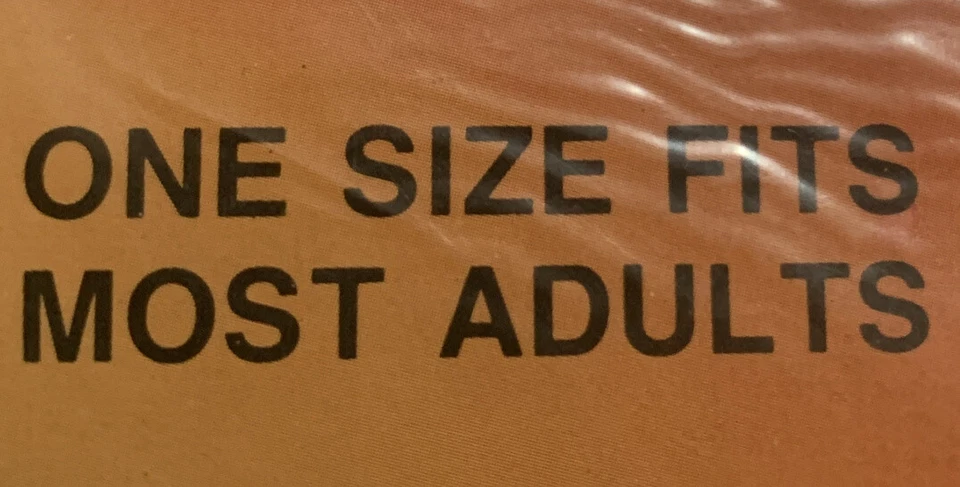 ONE SIZE FITS
MOST ADULTS